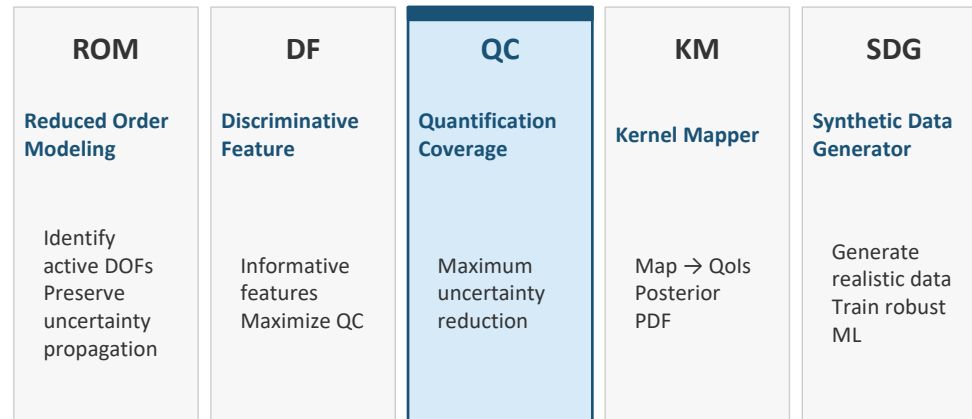 ROM
Reduced Order
Modeling
Identify
active DOFs
Preserve
uncertainty
propagation
DF
Discriminative
Feature
Informative
features
Maximize QC
QC
Quantification
Coverage
Maximum
uncertainty
reduction
KM
Kernel Mapper
Map → QoIs
Posterior
PDF
SDG
Synthetic Data
Generator
Generate
realistic data
Train robust
ML